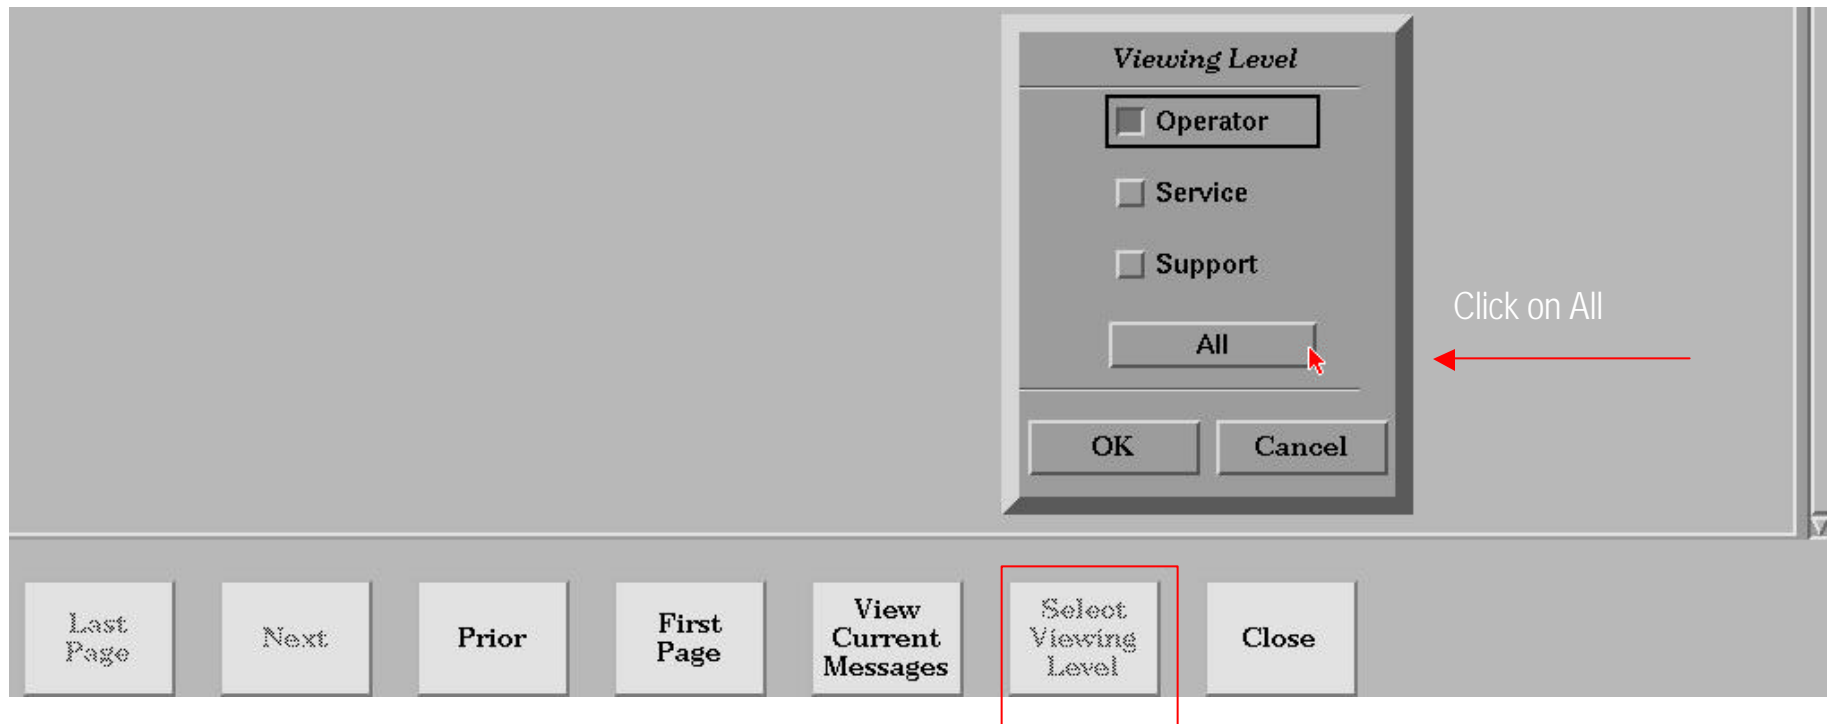 Viewing Level
Operator
Service
Support
All
Click on All
OK
Cancel
Last
Page
Next
Prior
First
Page
View
Current
Messages
Select
Viewing
Level
Close